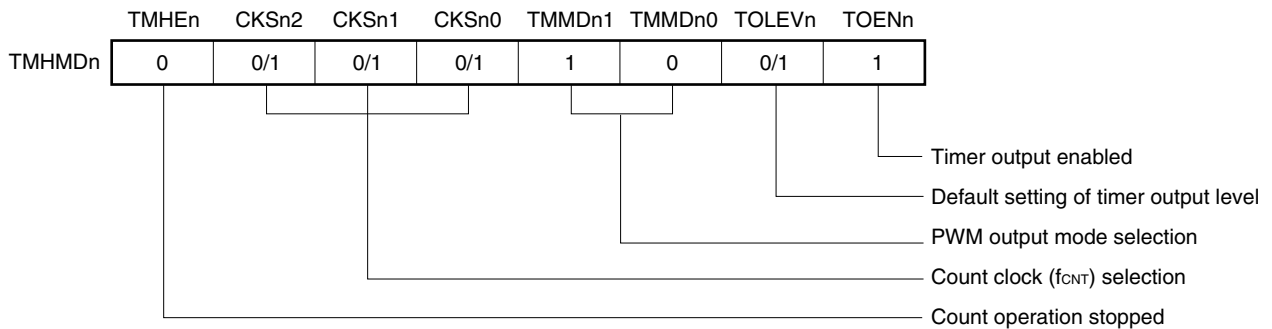 TMHEn CKSn2 CKSn1 CKSn0 TMMDn1 TMMDn0 TOLEVn TOENn
TMHMDn 0 0/1 0/1 0/1 1 0 0/1 1
Timer output enabled
Default setting of timer output level
PWM output mode selection
Count clock (fCNT) selection
Count operation stopped